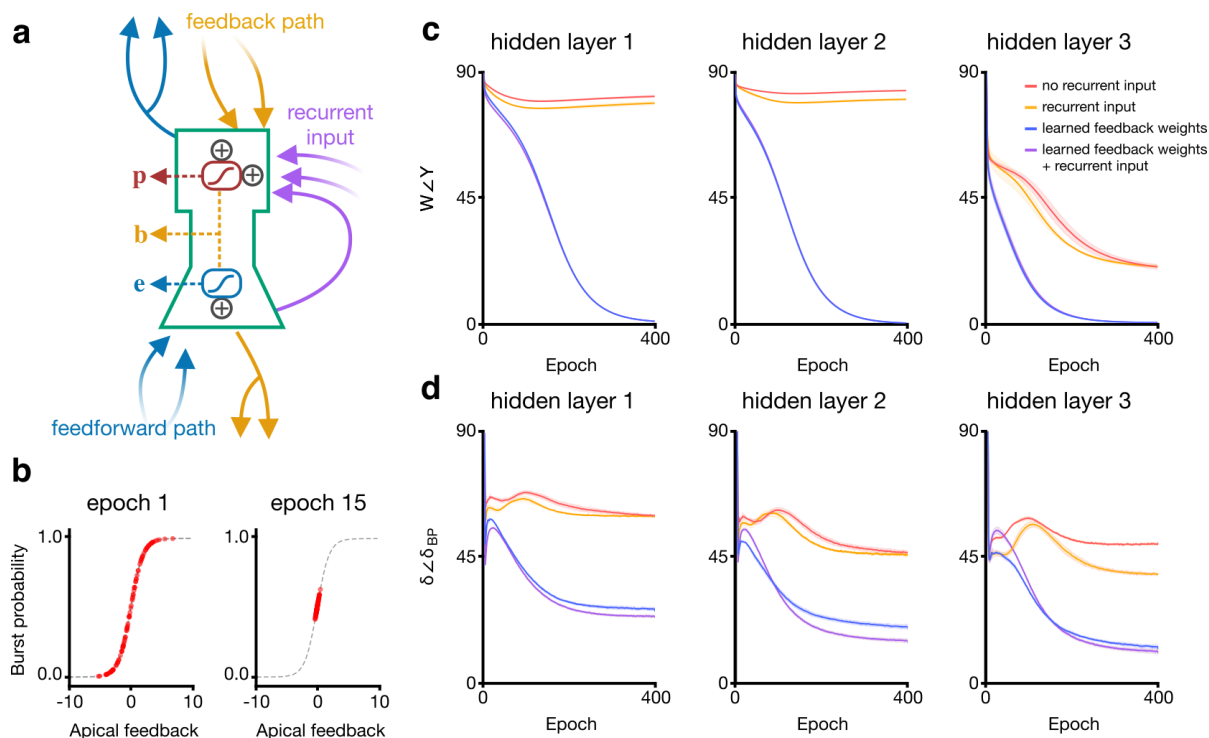 a
feedback path
recurrent
input
p
b
e
feedforward path
b
epoch 1
epoch 15
Burst probability
1.0
0.0
-10
0
10
Apical feedback
1.0
0.0
-10
0
10
Apical feedback
c
hidden layer 1
hidden layer 2
hidden layer 3
W∠Y
90
45
0
0
400
Epoch
90
45
0
0
400
Epoch
90
45
0
0
400
Epoch
no recurrent input
recurrent input
learned feedback weights
learned feedback weights
+ recurrent input
d
hidden layer 1
hidden layer 2
hidden layer 3
δ∠δBP
90
45
0
0
400
Epoch
90
45
0
0
400
Epoch
90
45
0
0
400
Epoch